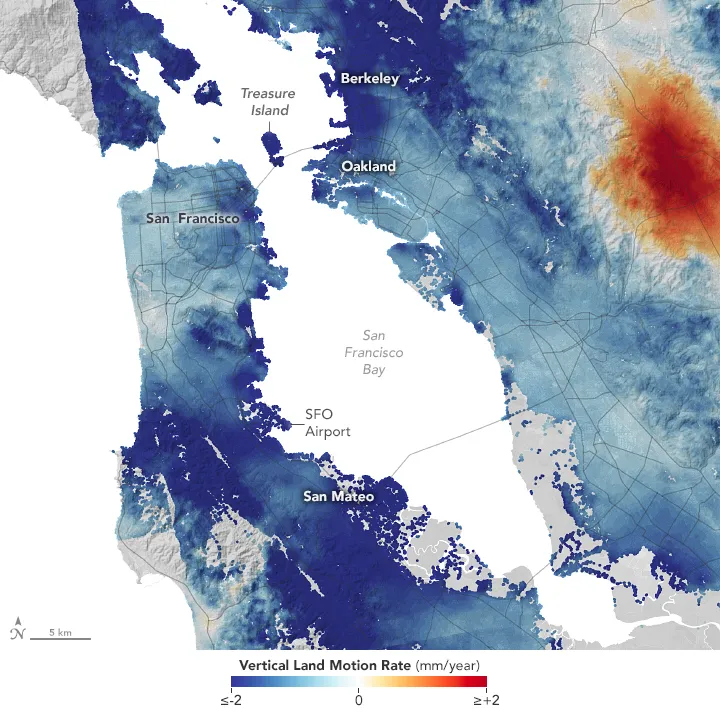 Berkeley
Treasure
Island
Oakland
San Francisco
San
Francisco
Bay
SFO
Airport
San Mateo
N
5 km
Vertical Land Motion Rate (mm/year)
≤-2
0
≥+2